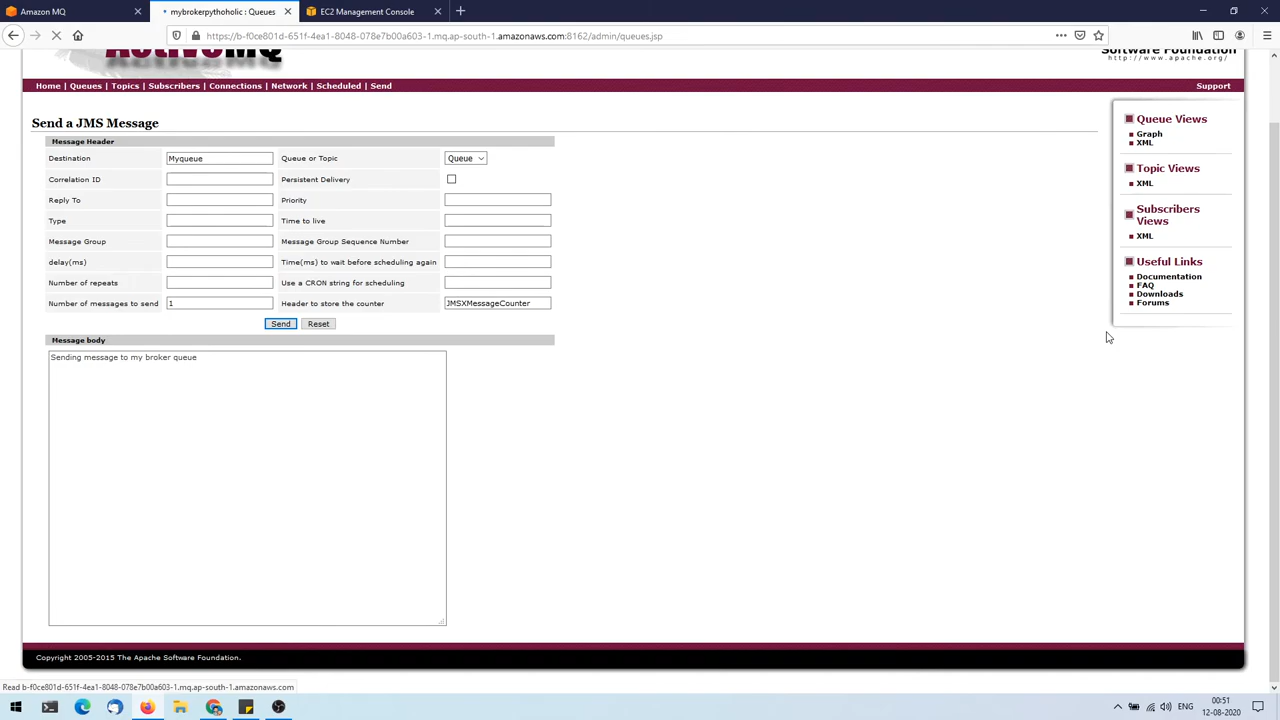 Amazon MQ
mybrokerpythoholic : Queues
EC2 Management Console
https://b-f0ce801d-651f-4ea1-8048-078e7b00a603-1.mq.ap-south-1.amazonaws.com:8162/admin/queues.jsp
ActiveMQ
Software Foundation
http://www.apache.org/
Home | Queues | Topics | Subscribers | Connections | Network | Scheduled | Send
Support
Send a JMS Message
Message Header
Destination Myqueue Queue or Topic Queue
Correlation ID Persistent Delivery
Reply To Priority
Type Time to live
Message Group Message Group Sequence Number
delay(ms) Time(ms) to wait before scheduling again
Number of repeats Use a CRON string for scheduling
Number of messages to send 1 Header to store the counter JMSXMessageCounter
Send Reset
Message body
Sending message to my broker queue
Queue Views
Graph
XML
Topic Views
XML
Subscribers
Views
XML
Useful Links
Documentation
FAQ
Downloads
Forums
Copyright 2005-2015 The Apache Software Foundation.
Read b-f0ce801d-651f-4ea1-8048-078e7b00a603-1.mq.ap-south-1.amazonaws.com
ENG
00:51
12-08-2020